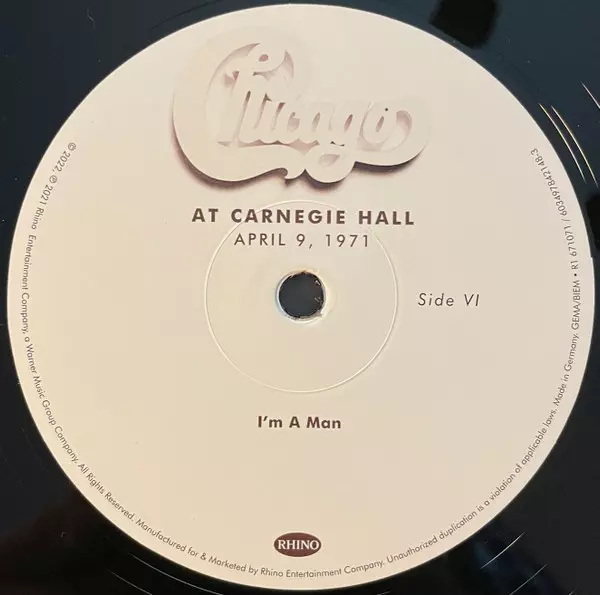 Chicago
AT CARNEGIE HALL
APRIL 9, 1971
Side VI
I'm A Man
RHINO
℗ 2022, ℗ 2021 Rhino Entertainment Company, a Warner Music Group Company. All Rights Reserved. Manufactured for & Marketed by Rhino Entertainment Company. Unauthorized duplication is a violation of applicable laws. Made in Germany. GEMA/BIEM • R1 671071 / 603497842148-3